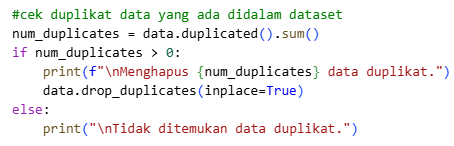 #cek duplikat data yang ada didalam dataset
num_duplicates = data.duplicated().sum()
if num_duplicates > 0:
    print(f"\nMenghapus {num_duplicates} data duplikat.")
    data.drop_duplicates(inplace=True)
else:
    print("\nTidak ditemukan data duplikat.")